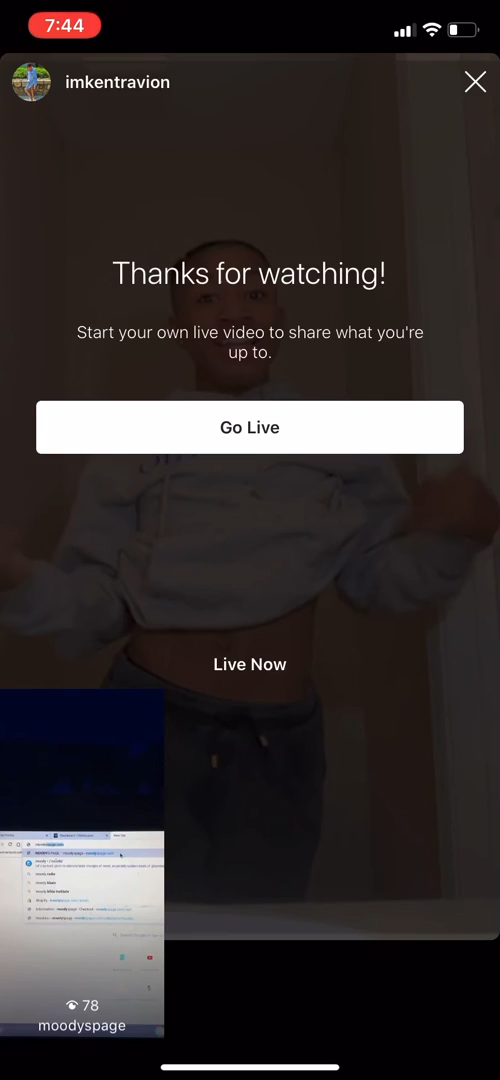 7:44
imkentravion
Thanks for watching!
Start your own live video to share what you're
up to.
Go Live
Live Now
78
moodyspage